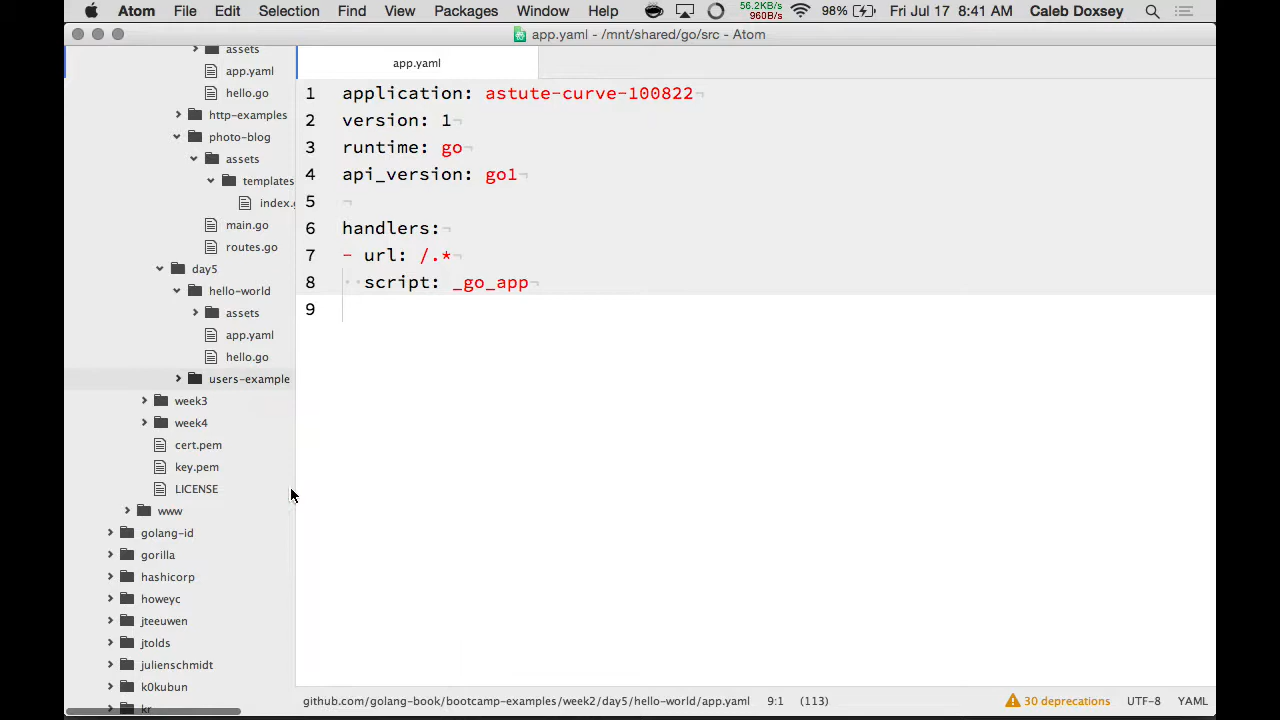 Atom File Edit Selection Find View Packages Window Help 56.2KB/s 960B/s 98% Fri Jul 17 8:41 AM Caleb Doxsey
app.yaml - /mnt/shared/go/src - Atom
assets
app.yaml
hello.go
http-examples
photo-blog
assets
templates
index.g
main.go
routes.go
day5
hello-world
assets
app.yaml
hello.go
users-example
week3
week4
cert.pem
key.pem
LICENSE
www
golang-id
gorilla
hashicorp
howeyc
jteeuwen
jtolds
julienschmidt
k0kubun
kr
app.yaml
1 application: astute-curve-100822¬
2 version: 1¬
3 runtime: go¬
4 api_version: go1¬
5 ¬
6 handlers:¬
7 - url: /.*¬
8 ··script: _go_app¬
9
github.com/golang-book/bootcamp-examples/week2/day5/hello-world/app.yaml 9:1 (113) 30 deprecations UTF-8 YAML